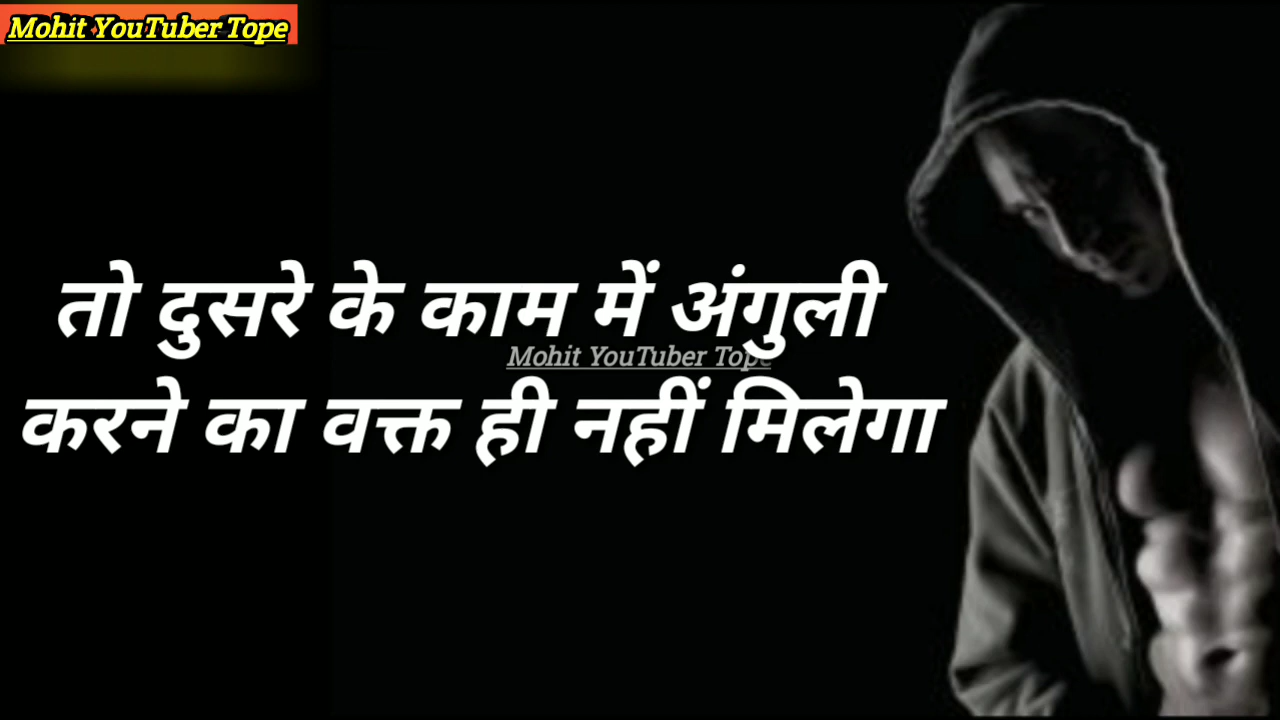 Mohit YouTuber Tope
तो दुसरे के काम में अंगुली
Mohit YouTuber Tope
करने का वक्त ही नहीं मिलेगा